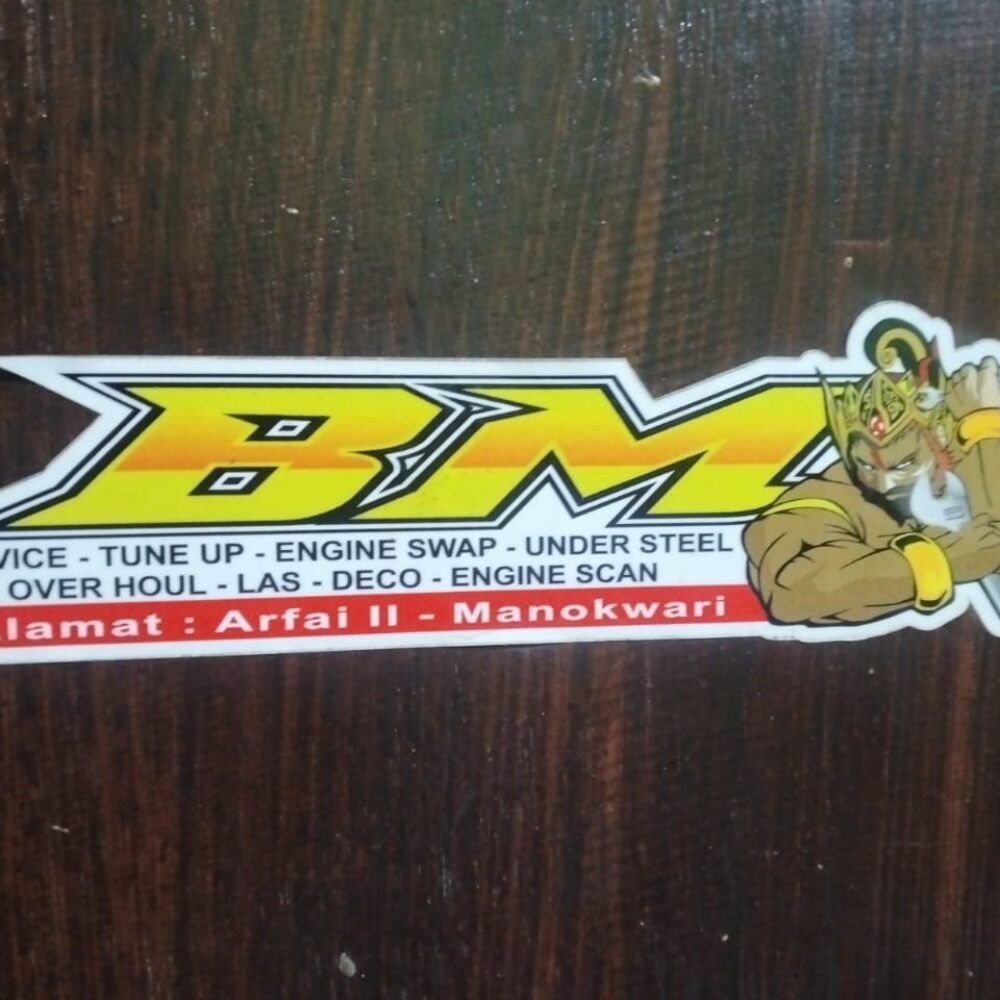 BM
VICE - TUNE UP - ENGINE SWAP - UNDER STEEL
OVER HOUL - LAS - DECO - ENGINE SCAN
lamat : Arfai II - Manokwari